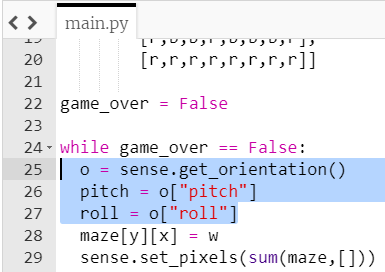 main.py
19 [r,b,b,r,b,b,b,r],
20 [r,r,r,r,r,r,r,r]]
21
22 game_over = False
23
24 while game_over == False:
25 o = sense.get_orientation()
26 pitch = o["pitch"]
27 roll = o["roll"]
28 maze[y][x] = w
29 sense.set_pixels(sum(maze,[]))